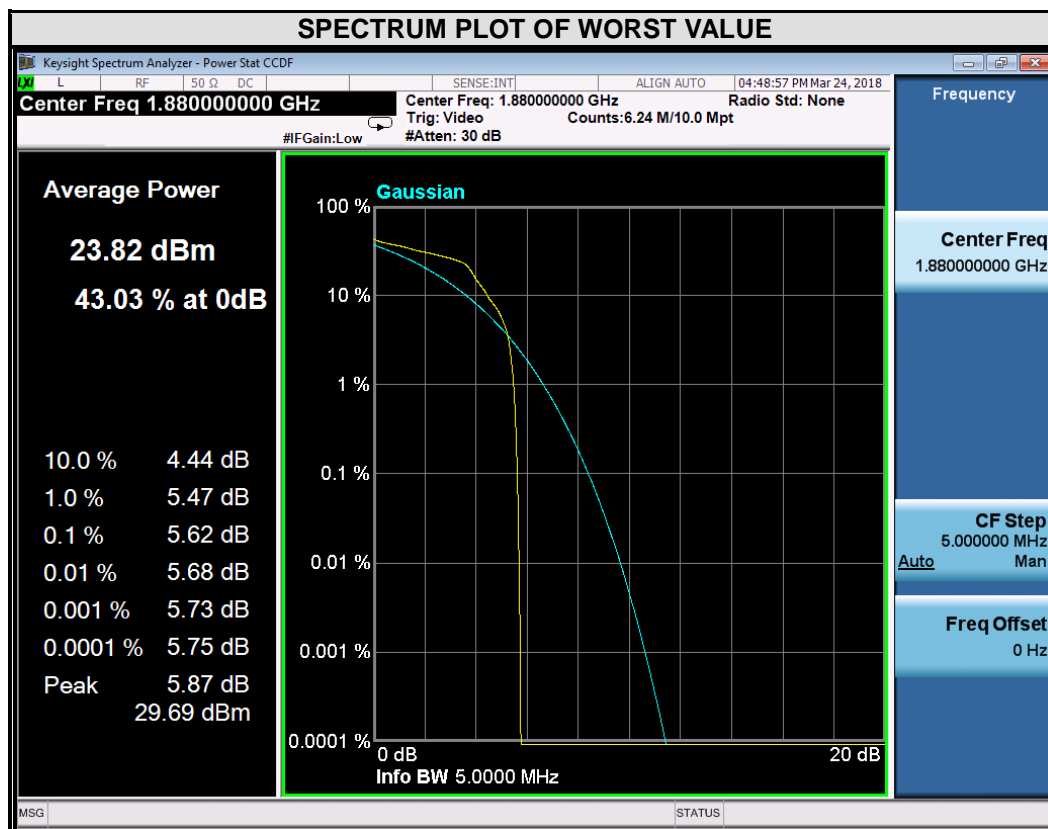 SPECTRUM PLOT OF WORST VALUE
Keysight Spectrum Analyzer - Power Stat CCDF
LXI L RF 50 Ω DC SENSE:INT ALIGN AUTO 04:48:57 PM Mar 24, 2018
Center Freq 1.880000000 GHz
Center Freq: 1.880000000 GHz Radio Std: None
Trig: Video Counts:6.24 M/10.0 Mpt
#IFGain:Low #Atten: 30 dB
Frequency
Average Power
23.82 dBm
43.03 % at 0dB
10.0 % 4.44 dB
1.0 % 5.47 dB
0.1 % 5.62 dB
0.01 % 5.68 dB
0.001 % 5.73 dB
0.0001 % 5.75 dB
Peak 5.87 dB
29.69 dBm
Gaussian
100 %
10 %
1 %
0.1 %
0.01 %
0.001 %
0.0001 %
0 dB 20 dB
Info BW 5.0000 MHz
Center Freq
1.880000000 GHz
CF Step
5.000000 MHz
Auto Man
Freq Offset
0 Hz
MSG STATUS